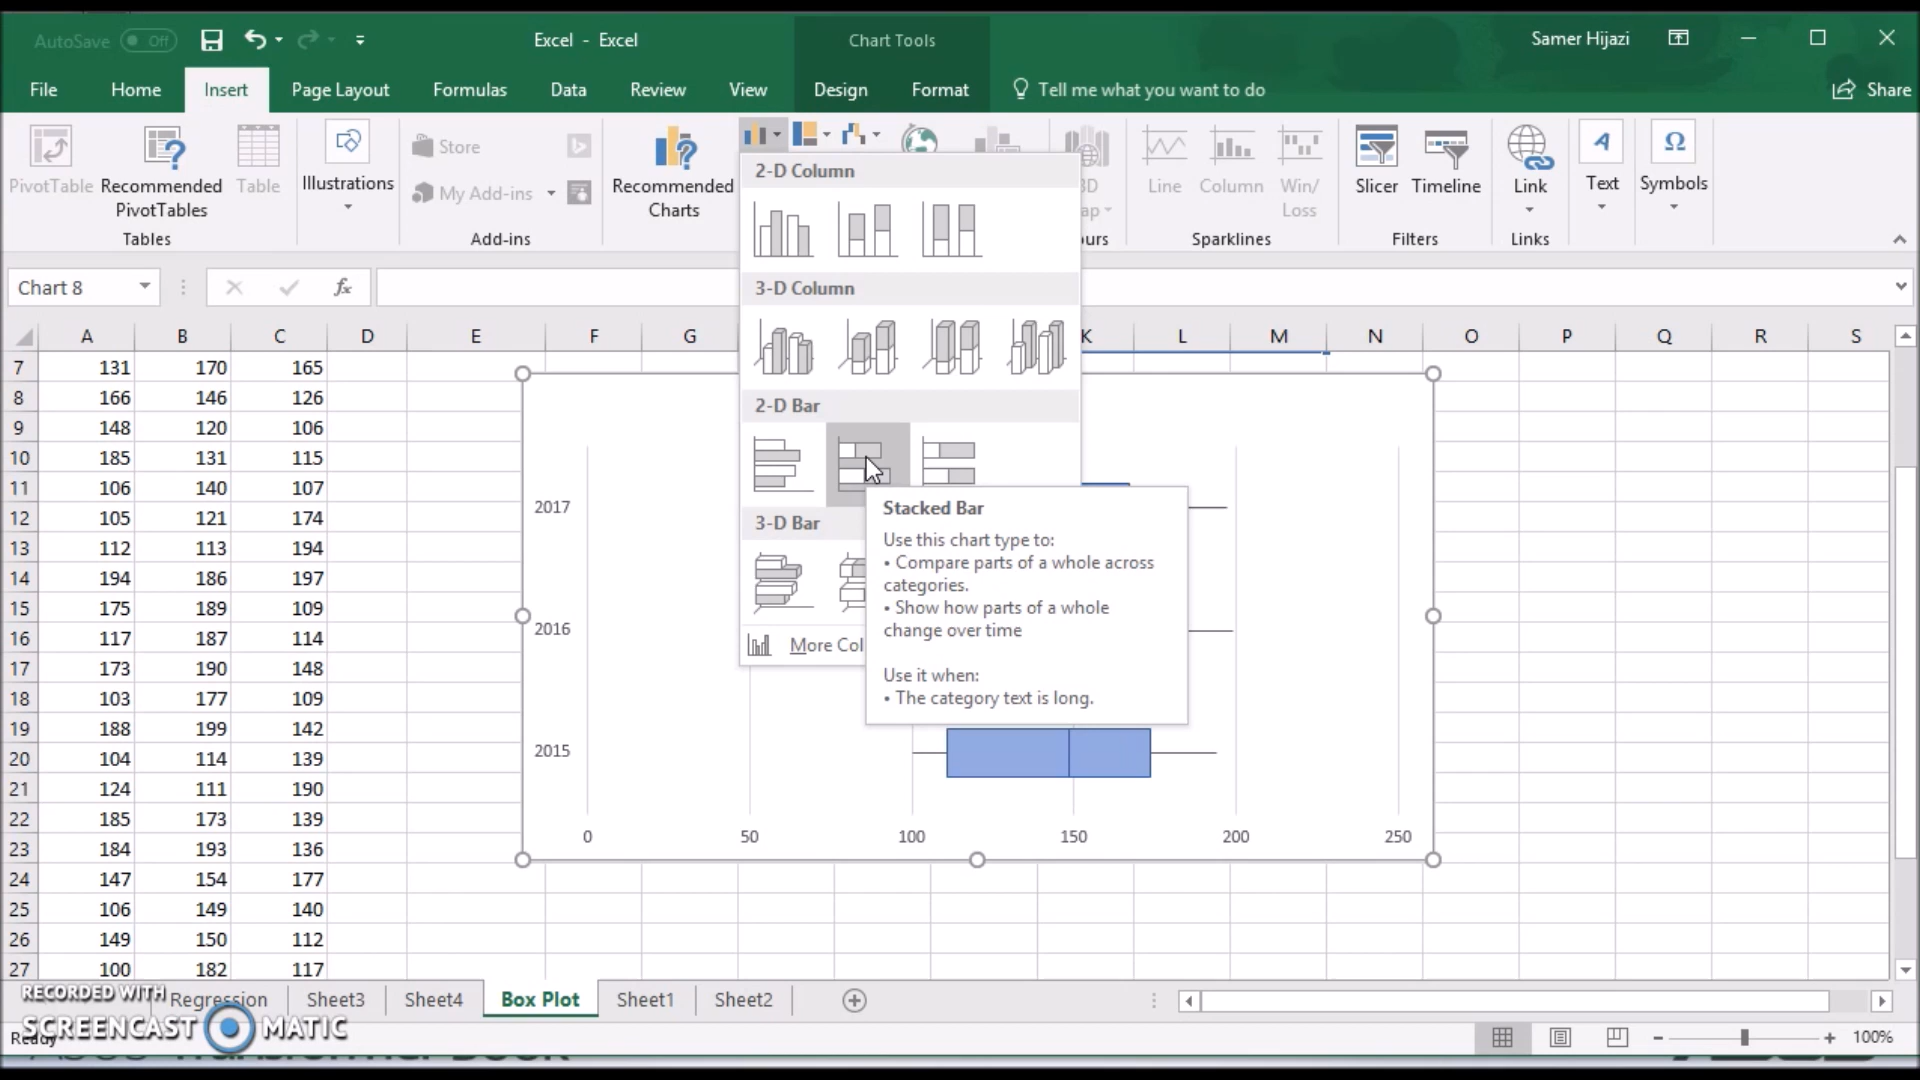 AutoSave Off
Excel - Excel
Chart Tools
Samer Hijazi
File Home Insert Page Layout Formulas Data Review View Design Format Tell me what you want to do Share
PivotTable
Recommended PivotTables
Table
Tables
Illustrations
Store
My Add-ins
Add-ins
Recommended Charts
Line
Column
Win/ Loss
Sparklines
Slicer
Timeline
Filters
Link
Links
Text
Symbols
2-D Column
3-D Column
2-D Bar
3-D Bar
More Col
Stacked Bar
Use this chart type to:
• Compare parts of a whole across
categories.
• Show how parts of a whole
change over time
Use it when:
• The category text is long.
Chart 8
fx
A B C D E F G K L M N O P Q R S
7 131 170 165
8 166 146 126
9 148 120 106
10 185 131 115
11 106 140 107
12 105 121 174
13 112 113 194
14 194 186 197
15 175 189 109
16 117 187 114
17 173 190 148
18 103 177 109
19 188 199 142
20 104 114 139
21 124 111 190
22 185 173 139
23 184 193 136
24 147 154 177
25 106 149 140
26 149 150 112
27 100 182 117
2017
2016
2015
0 50 100 150 200 250
Regression Sheet3 Sheet4 Box Plot Sheet1 Sheet2
RECORDED WITH
SCREENCAST MATIC
Ready
100%